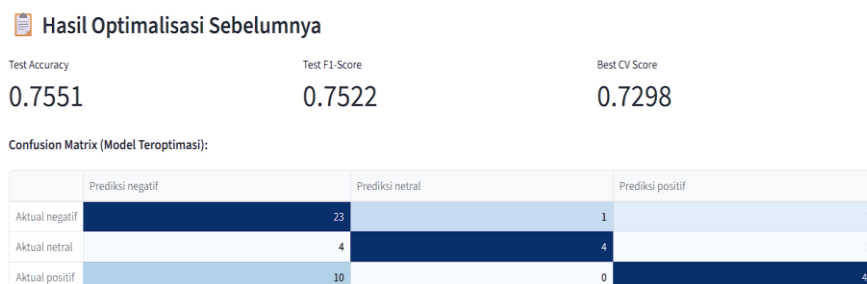 📋 Hasil Optimalisasi Sebelumnya
Test Accuracy Test F1-Score Best CV Score
0.7551 0.7522 0.7298
Confusion Matrix (Model Teroptimasi):
Prediksi negatif Prediksi netral Prediksi positif
Aktual negatif 23 1
Aktual netral 4 4
Aktual positif 10 0